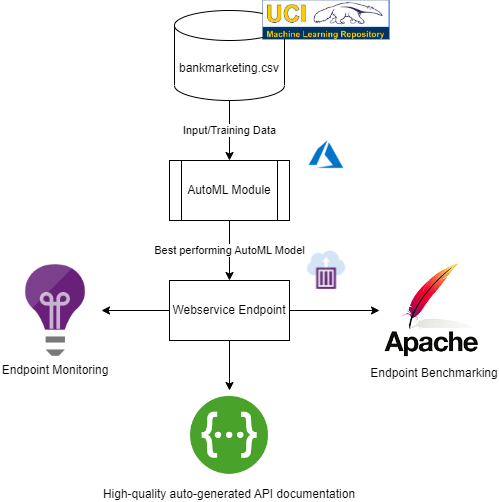 UCI
Machine Learning Repository
bankmarketing.csv
Input/Training Data
AutoML Module
Best performing AutoML Model
Webservice Endpoint
Endpoint Monitoring
Apache
Endpoint Benchmarking
{...}
High-quality auto-generated API documentation